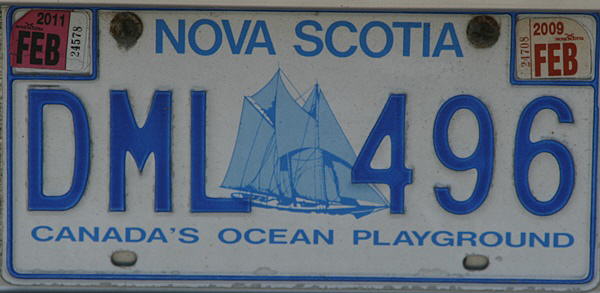 2011
FEB
24578
NOVA SCOTIA
2009
FEB
24708
DML 496
CANADA'S OCEAN PLAYGROUND